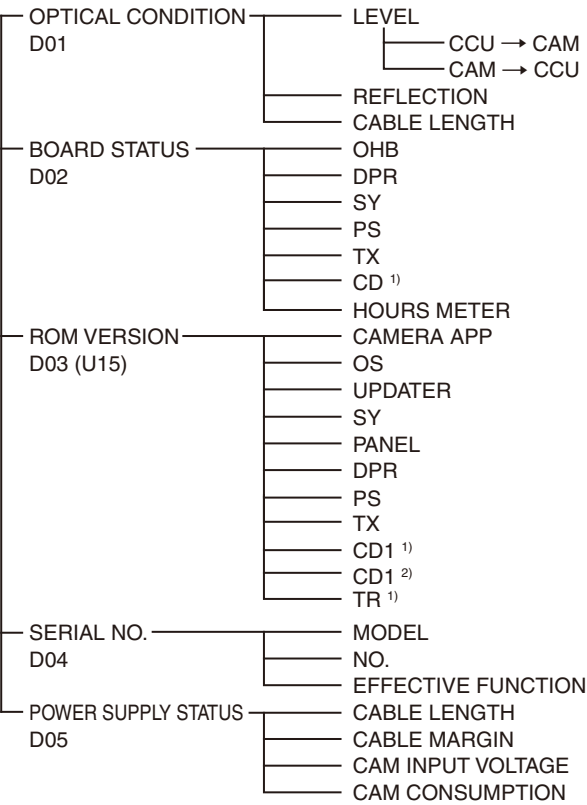 OPTICAL CONDITION
D01
LEVEL
CCU → CAM
CAM → CCU
REFLECTION
CABLE LENGTH
BOARD STATUS
D02
OHB
DPR
SY
PS
TX
CD 1)
HOURS METER
ROM VERSION
D03 (U15)
CAMERA APP
OS
UPDATER
SY
PANEL
DPR
PS
TX
CD1 1)
CD1 2)
TR 1)
SERIAL NO.
D04
MODEL
NO.
EFFECTIVE FUNCTION
POWER SUPPLY STATUS
D05
CABLE LENGTH
CABLE MARGIN
CAM INPUT VOLTAGE
CAM CONSUMPTION